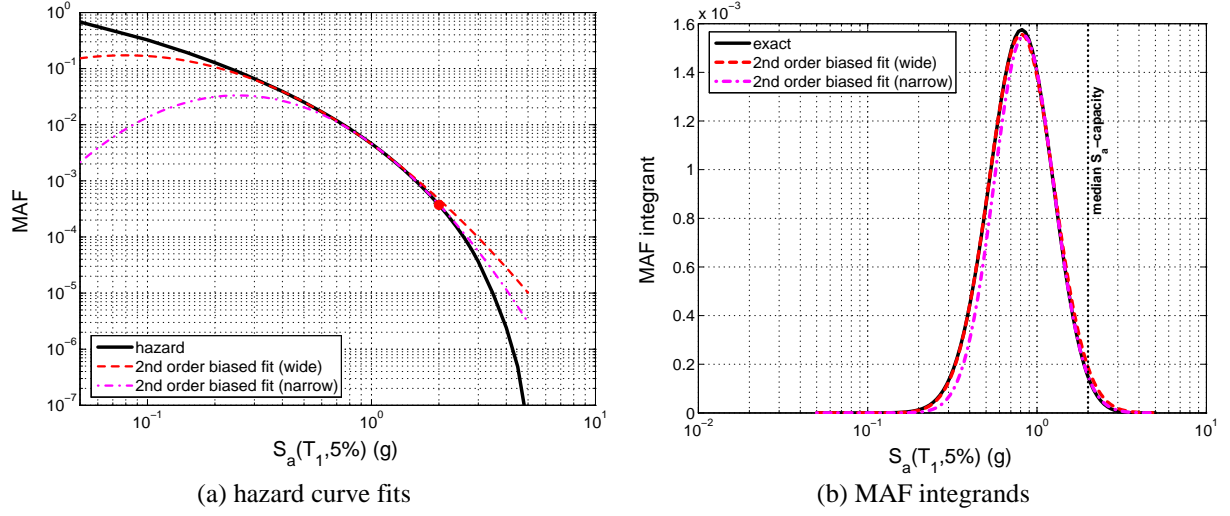 10^0
10^-1
10^-2
10^-3
10^-4
10^-5
10^-6
10^-7
MAF
hazard
2nd order biased fit (wide)
2nd order biased fit (narrow)
10^-1
10^0
10^1
S_a(T_1,5%) (g)
(a) hazard curve fits
x 10^-3
1.6
1.4
1.2
1
0.8
0.6
0.4
0.2
0
MAF integrant
exact
2nd order biased fit (wide)
2nd order biased fit (narrow)
median S_a-capacity
10^-2
10^-1
10^0
10^1
S_a(T_1,5%) (g)
(b) MAF integrands